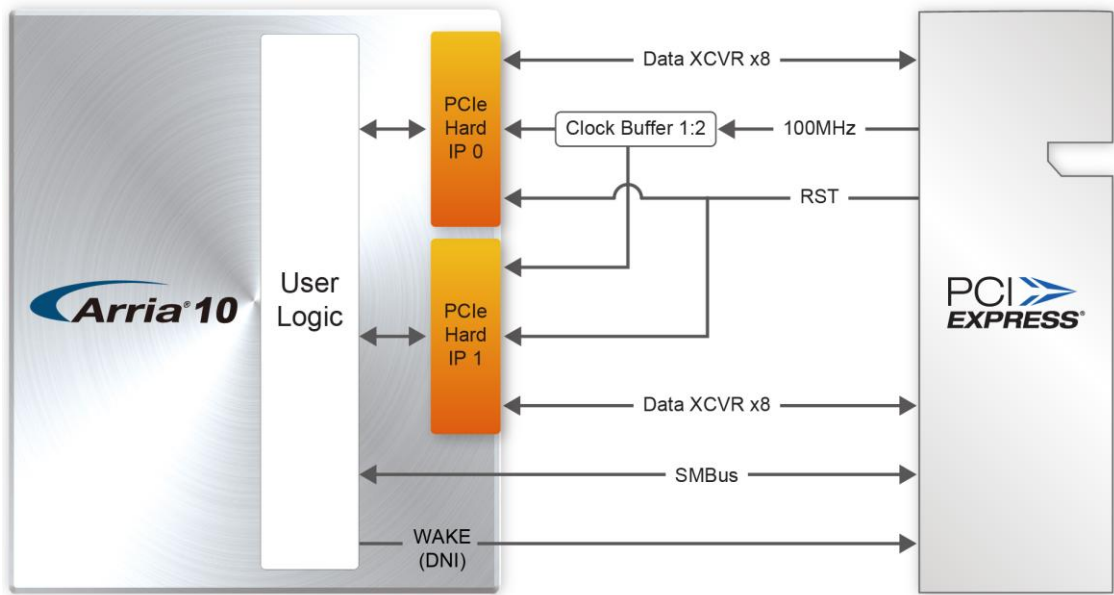 Data XCVR x8
PCIe
Hard
IP 0
Clock Buffer 1:2
100MHz
RST
User
Logic
Arria® 10
PCIe
Hard
IP 1
PCI
EXPRESS®
Data XCVR x8
SMBus
WAKE
(DNI)